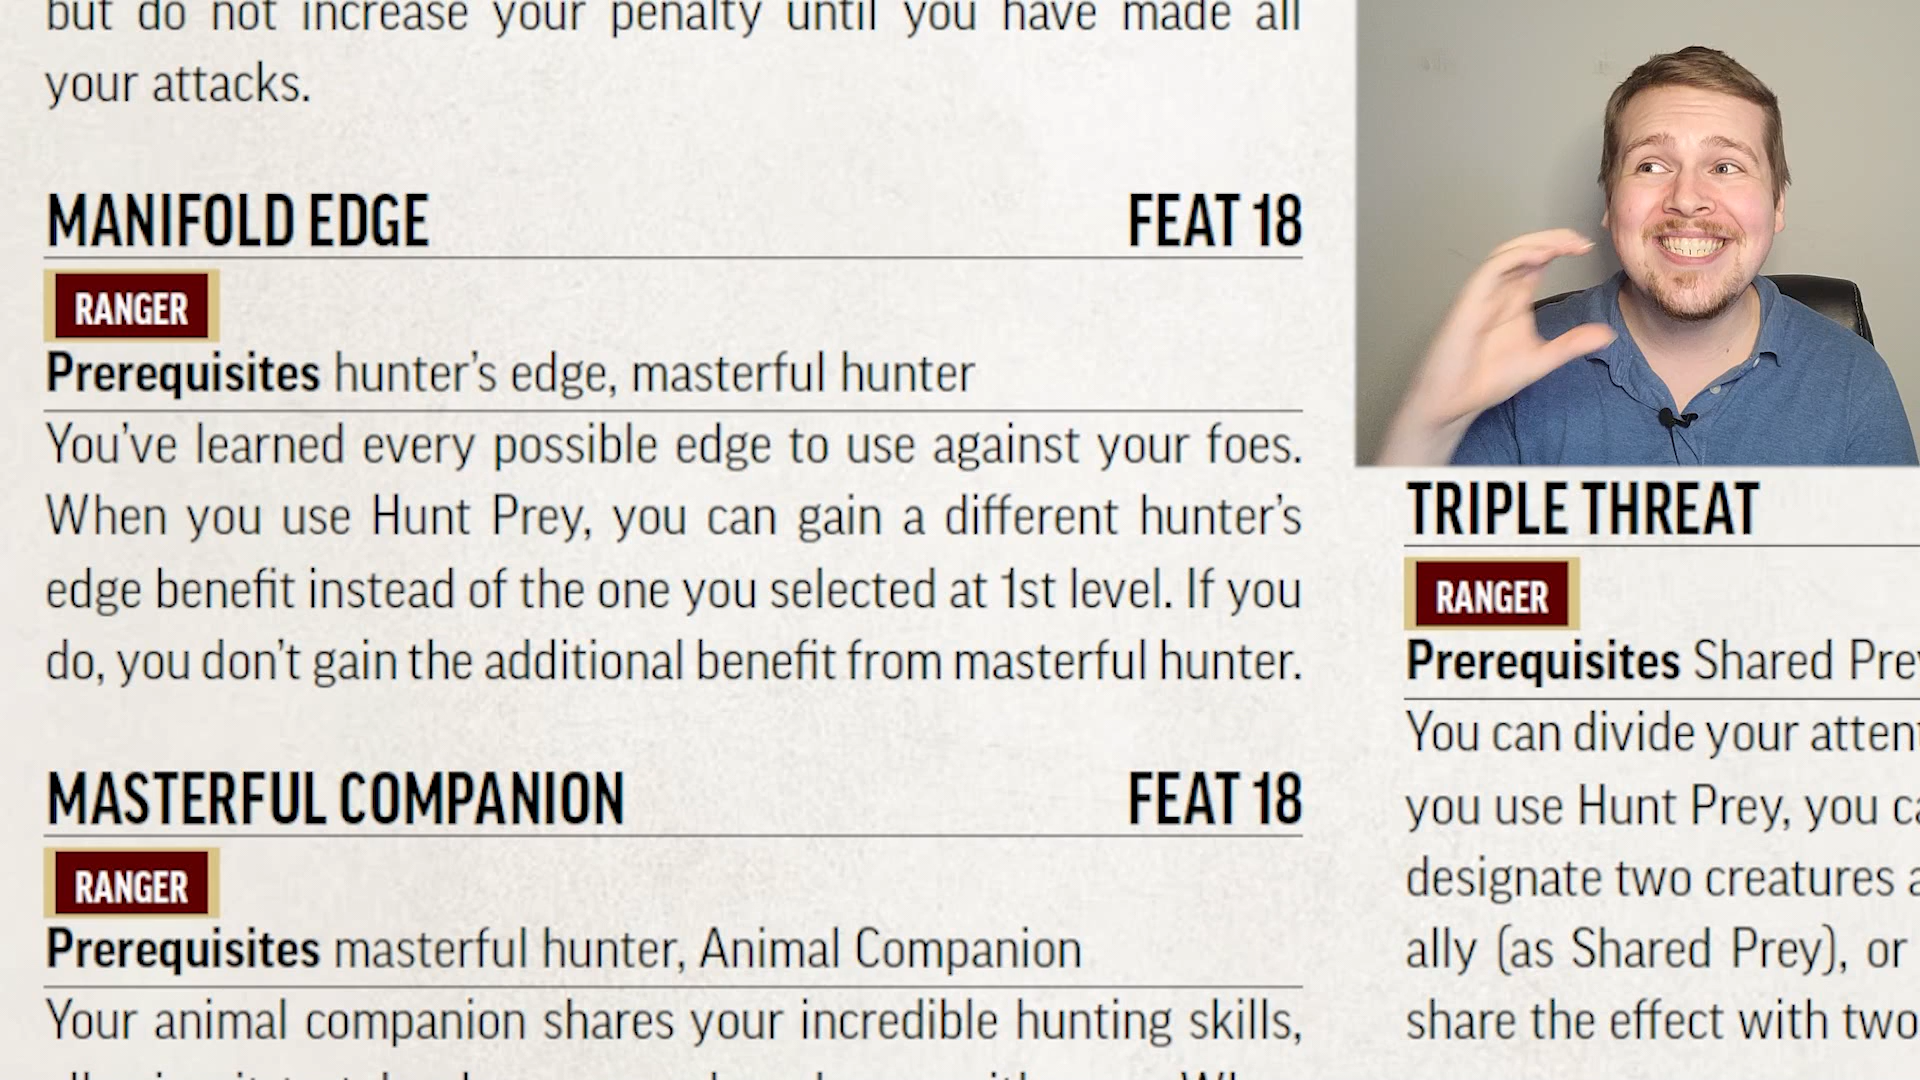 but do not increase your penalty until you have made all
your attacks.
MANIFOLD EDGE FEAT 18
RANGER
Prerequisites hunter’s edge, masterful hunter
You’ve learned every possible edge to use against your foes.
When you use Hunt Prey, you can gain a different hunter’s
edge benefit instead of the one you selected at 1st level. If you
do, you don’t gain the additional benefit from masterful hunter.
MASTERFUL COMPANION FEAT 18
RANGER
Prerequisites masterful hunter, Animal Companion
Your animal companion shares your incredible hunting skills,
TRIPLE THREAT
RANGER
Prerequisites Shared Prey
You can divide your attent
you use Hunt Prey, you ca
designate two creatures a
ally (as Shared Prey), or
share the effect with two